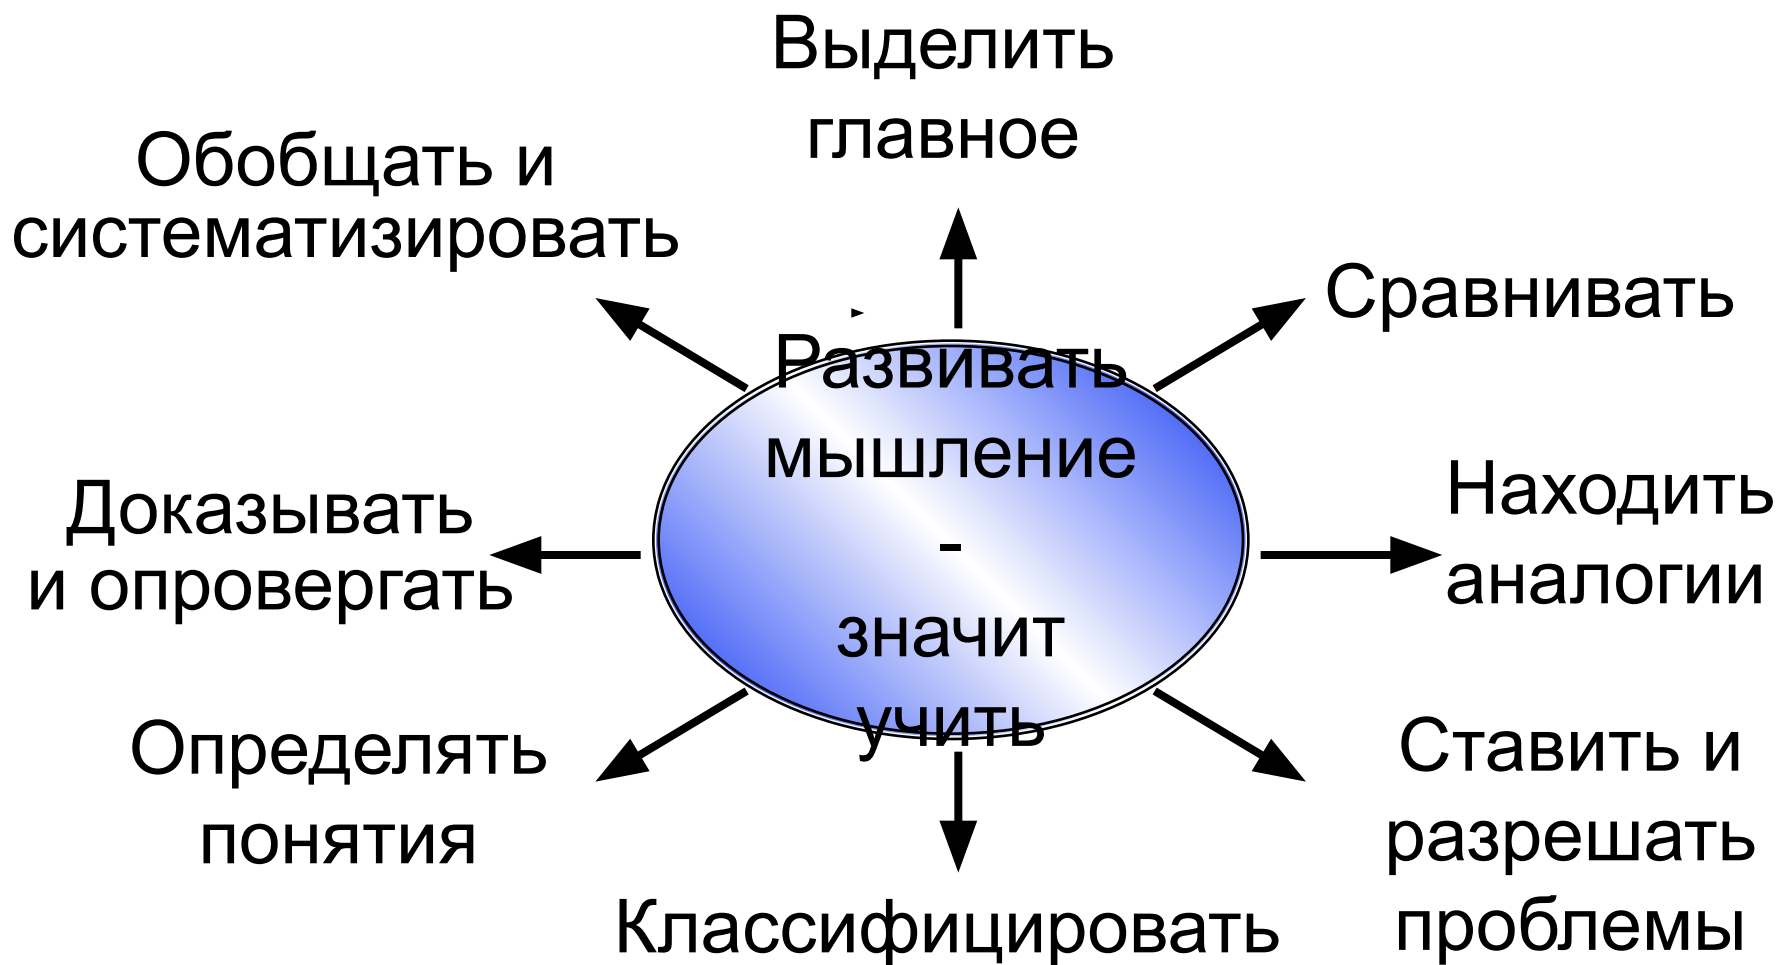 Выделить
главное
Обобщать и
систематизировать
Сравнивать
Развивать
мышление
-
значит
учить
Доказывать
и опровергать
Находить
аналогии
Определять
понятия
Ставить и
разрешать
проблемы
Классифицировать